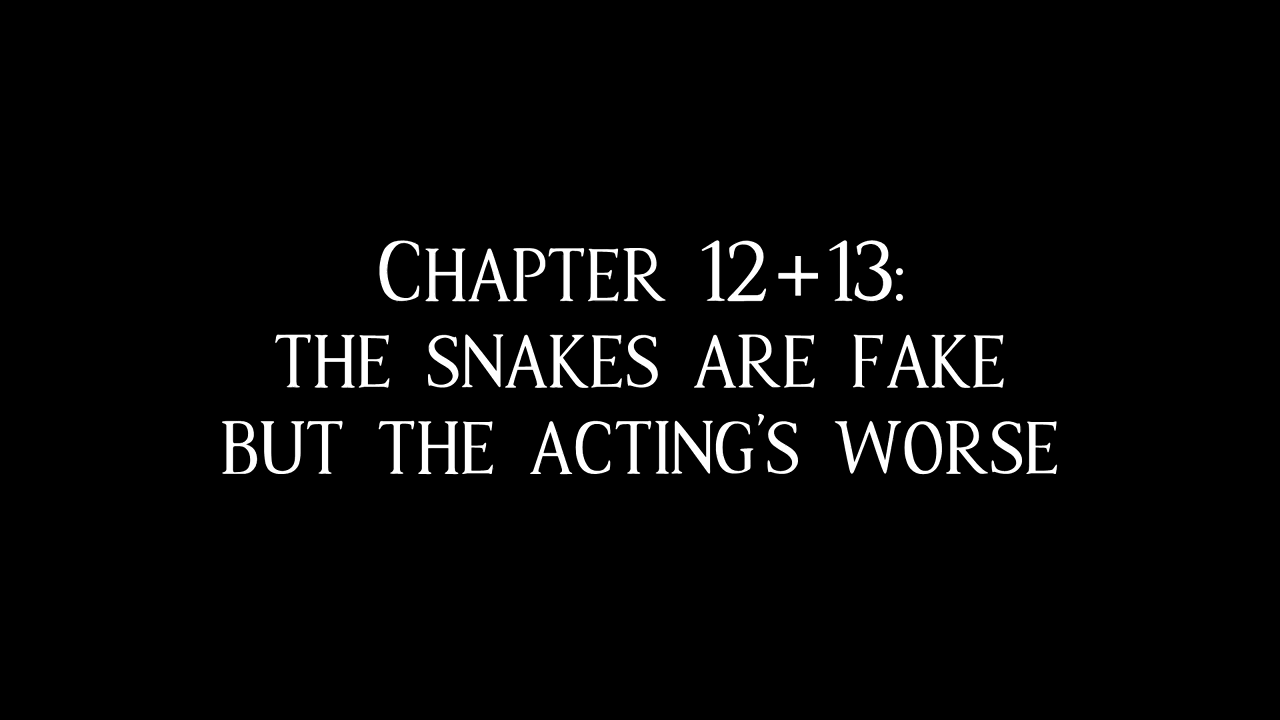 Chapter 12+13:
the snakes are fake
but the acting's worse